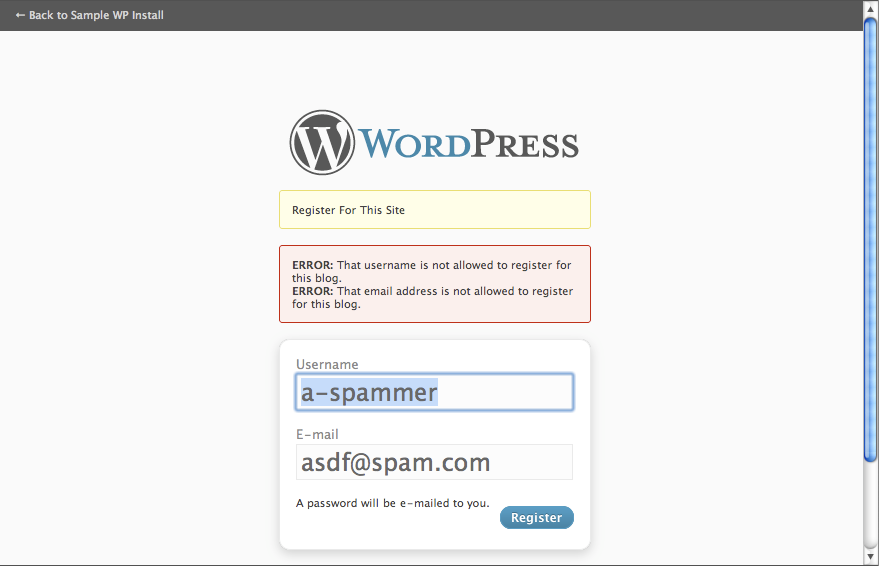 ← Back to Sample WP Install
WORDPRESS
Register For This Site
ERROR: That username is not allowed to register for
this blog.
ERROR: That email address is not allowed to register
for this blog.
Username
a-spammer
E-mail
asdf@spam.com
A password will be e-mailed to you.
Register